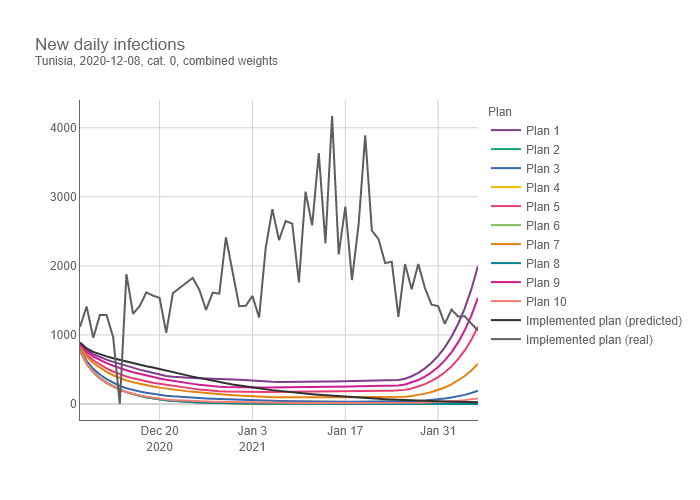 New daily infections
Tunisia, 2020-12-08, cat. 0, combined weights
Plan
4000
3000
2000
1000
0
Dec 20
2020
Jan 3
2021
Jan 17
Jan 31
Plan 1
Plan 2
Plan 3
Plan 4
Plan 5
Plan 6
Plan 7
Plan 8
Plan 9
Plan 10
Implemented plan (predicted)
Implemented plan (real)